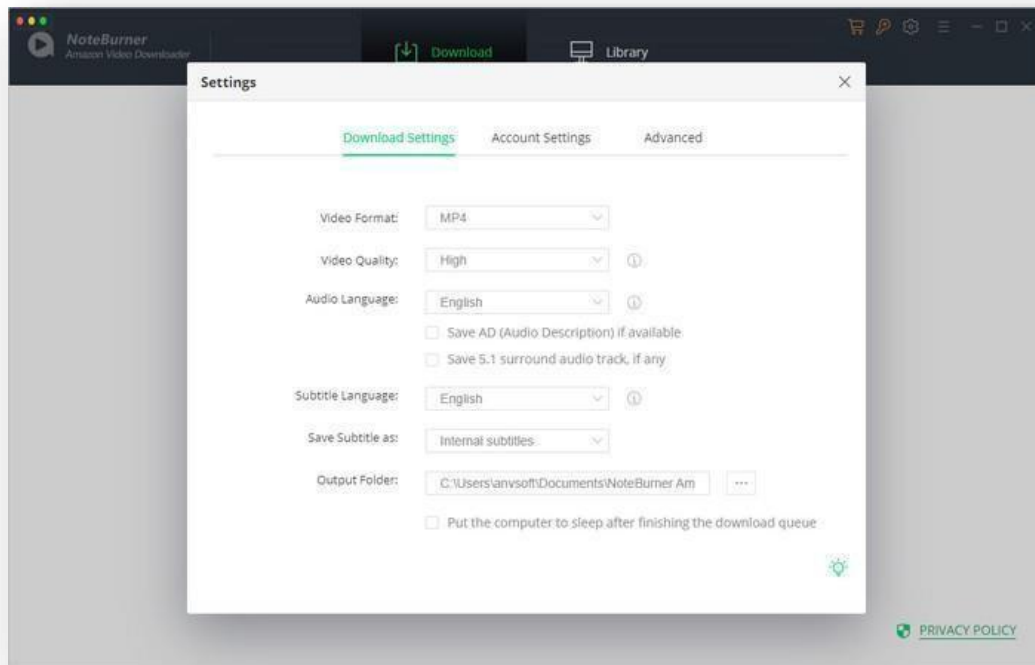 NoteBurner
Amazon Video Downloader
Download
Library
Settings
Download Settings Account Settings Advanced
Video Format: MP4
Video Quality: High
Audio Language: English
Save AD (Audio Description) if available
Save 5.1 surround audio track, if any
Subtitle Language: English
Save Subtitle as: Internal subtitles
Output Folder: C:\Users\anvsoft\Documents\NoteBurner Am ...
Put the computer to sleep after finishing the download queue
PRIVACY POLICY